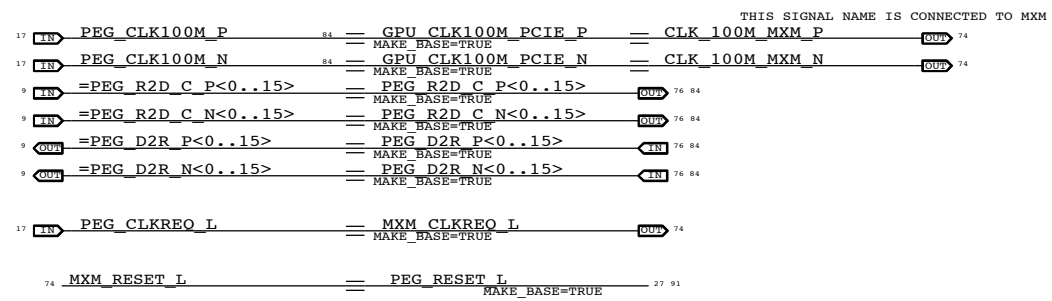 THIS SIGNAL NAME IS CONNECTED TO MXM
17 IN PEG_CLK100M_P 84 GPU_CLK100M_PCIE_P CLK_100M_MXM_P OUT 74
MAKE_BASE=TRUE
17 IN PEG_CLK100M_N 84 GPU_CLK100M_PCIE_N CLK_100M_MXM_N OUT 74
MAKE_BASE=TRUE
9 IN =PEG_R2D_C_P<0..15> PEG_R2D_C_P<0..15> OUT 76 84
MAKE_BASE=TRUE
9 IN =PEG_R2D_C_N<0..15> PEG_R2D_C_N<0..15> OUT 76 84
MAKE_BASE=TRUE
9 OUT =PEG_D2R_P<0..15> PEG_D2R_P<0..15> IN 76 84
MAKE_BASE=TRUE
9 OUT =PEG_D2R_N<0..15> PEG_D2R_N<0..15> IN 76 84
MAKE_BASE=TRUE
17 IN PEG_CLKREQ_L MXM_CLKREQ_L OUT 74
MAKE_BASE=TRUE
74 MXM_RESET_L PEG_RESET_L 27 91
MAKE_BASE=TRUE